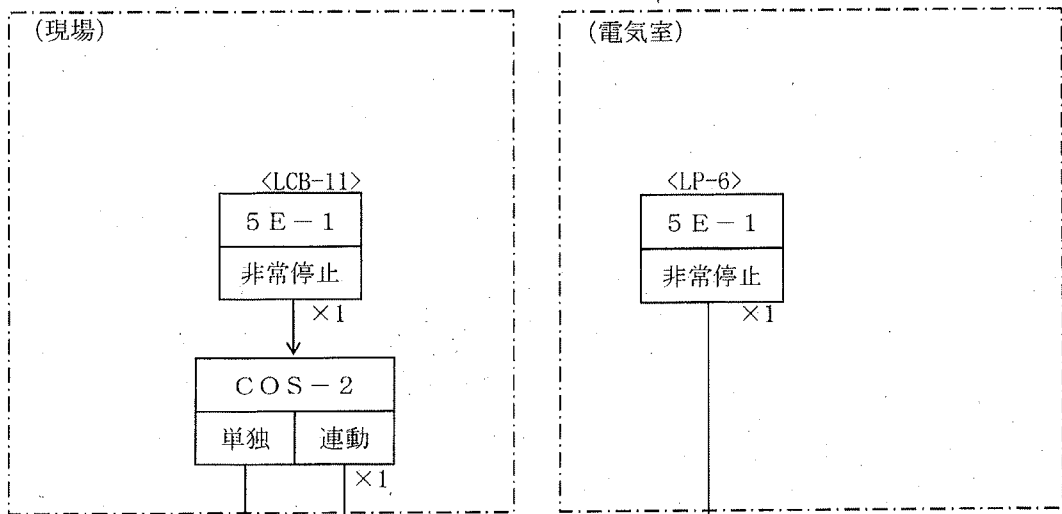 (現場)
<LCB-11>
5E-1
非常停止
×1
COS-2
単独
連動
×1
(電気室)
<LP-6>
5E-1
非常停止
×1